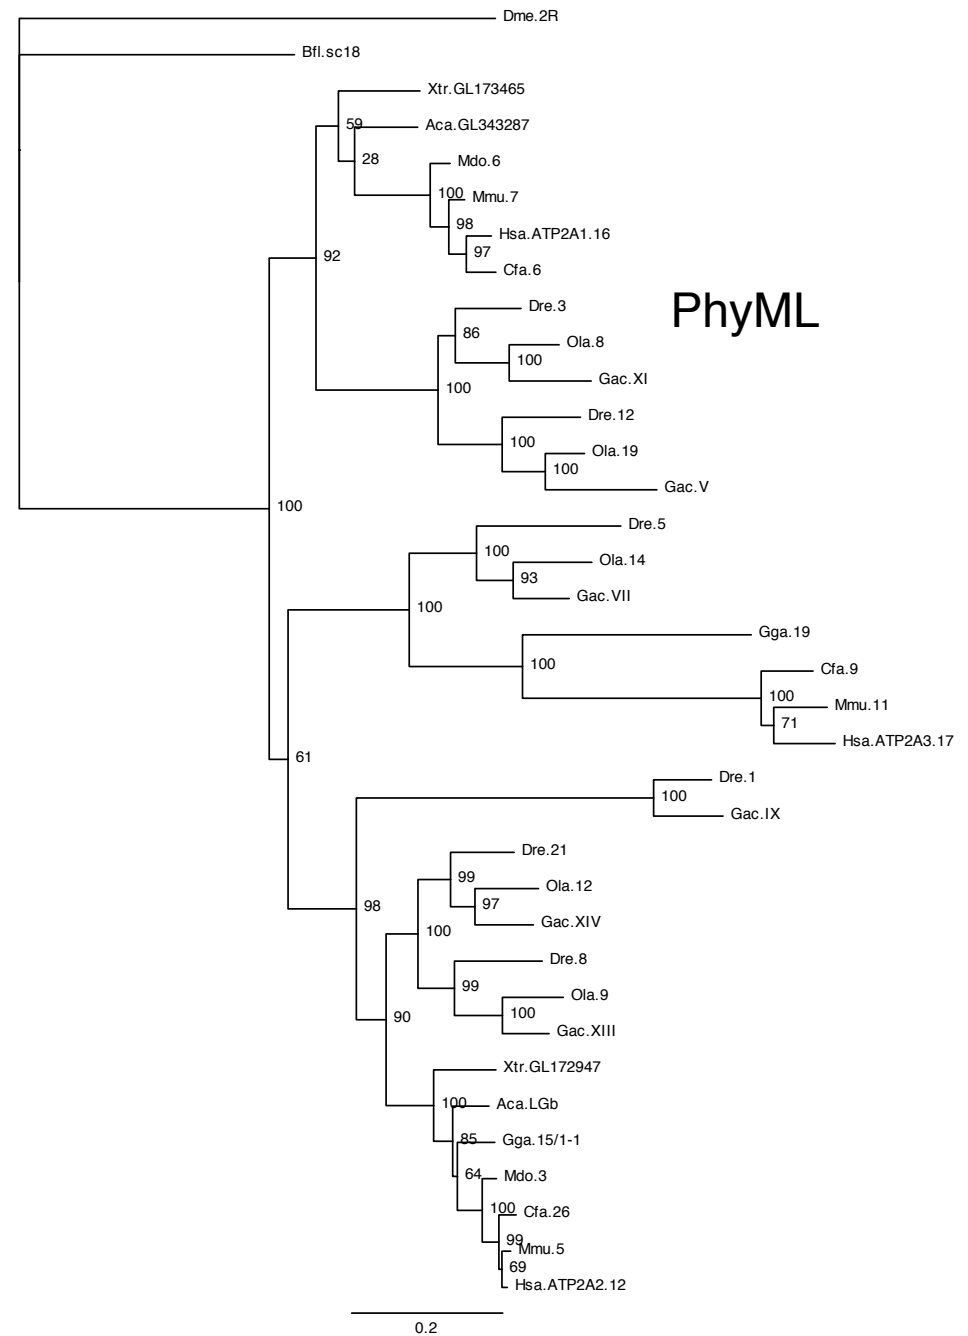 Dme.2R
Bfl.sc18
Xtr.GL173465
59
Aca.GL343287
28
Mdo.6
100
Mmu.7
98
Hsa.ATP2A1.16
97
92
Cfa.6
Dre.3
PhyML
86
Ola.8
100
Gac.XI
100
Dre.12
100
Ola.19
100
Gac.V
100
Dre.5
100
Ola.14
93
Gac.VII
100
Gga.19
100
Cfa.9
100
Mmu.11
71
Hsa.ATP2A3.17
61
Dre.1
100
Gac.IX
Dre.21
99
Ola.12
97
98
Gac.XIV
100
Dre.8
99
Ola.9
100
90
Gac.XIII
Xtr.GL172947
100
Aca.LGb
85
Gga.15/1-1
64
Mdo.3
100
Cfa.26
99
Mmu.5
69
Hsa.ATP2A2.12
0.2